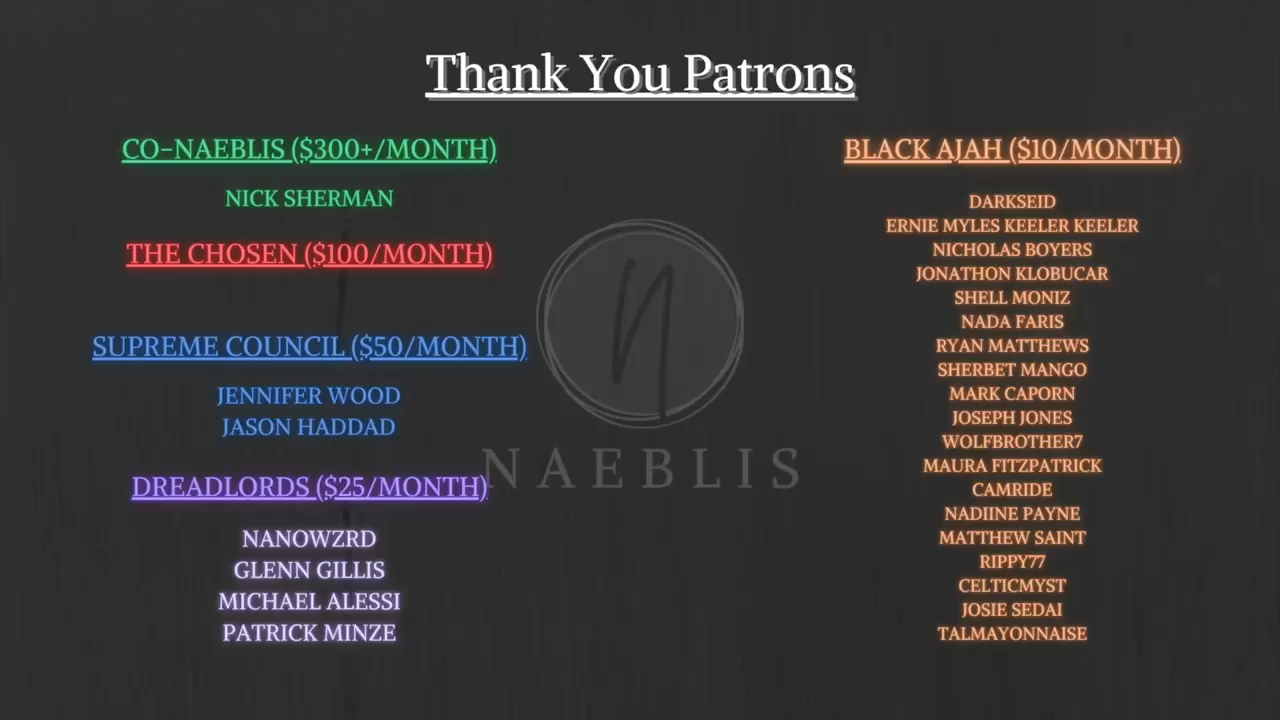 Thank You Patrons
CO-NAEBLIS ($300+/MONTH)
NICK SHERMAN
THE CHOSEN ($100/MONTH)
SUPREME COUNCIL ($50/MONTH)
JENNIFER WOOD
JASON HADDAD
DREADLORDS ($25/MONTH)
NANOWZRD
GLENN GILLIS
MICHAEL ALESSI
PATRICK MINZE
n
NAEBLIS
BLACK AJAH ($10/MONTH)
DARKSEID
ERNIE MYLES KEELER KEELER
NICHOLAS BOYERS
JONATHON KLOBUCAR
SHELL MONIZ
NADA FARIS
RYAN MATTHEWS
SHERBET MANGO
MARK CAPORN
JOSEPH JONES
WOLFBROTHER7
MAURA FITZPATRICK
CAMRIDE
NADIINE PAYNE
MATTHEW SAINT
RIPPY77
CELTICMYST
JOSIE SEDAI
TALMAYONNAISE